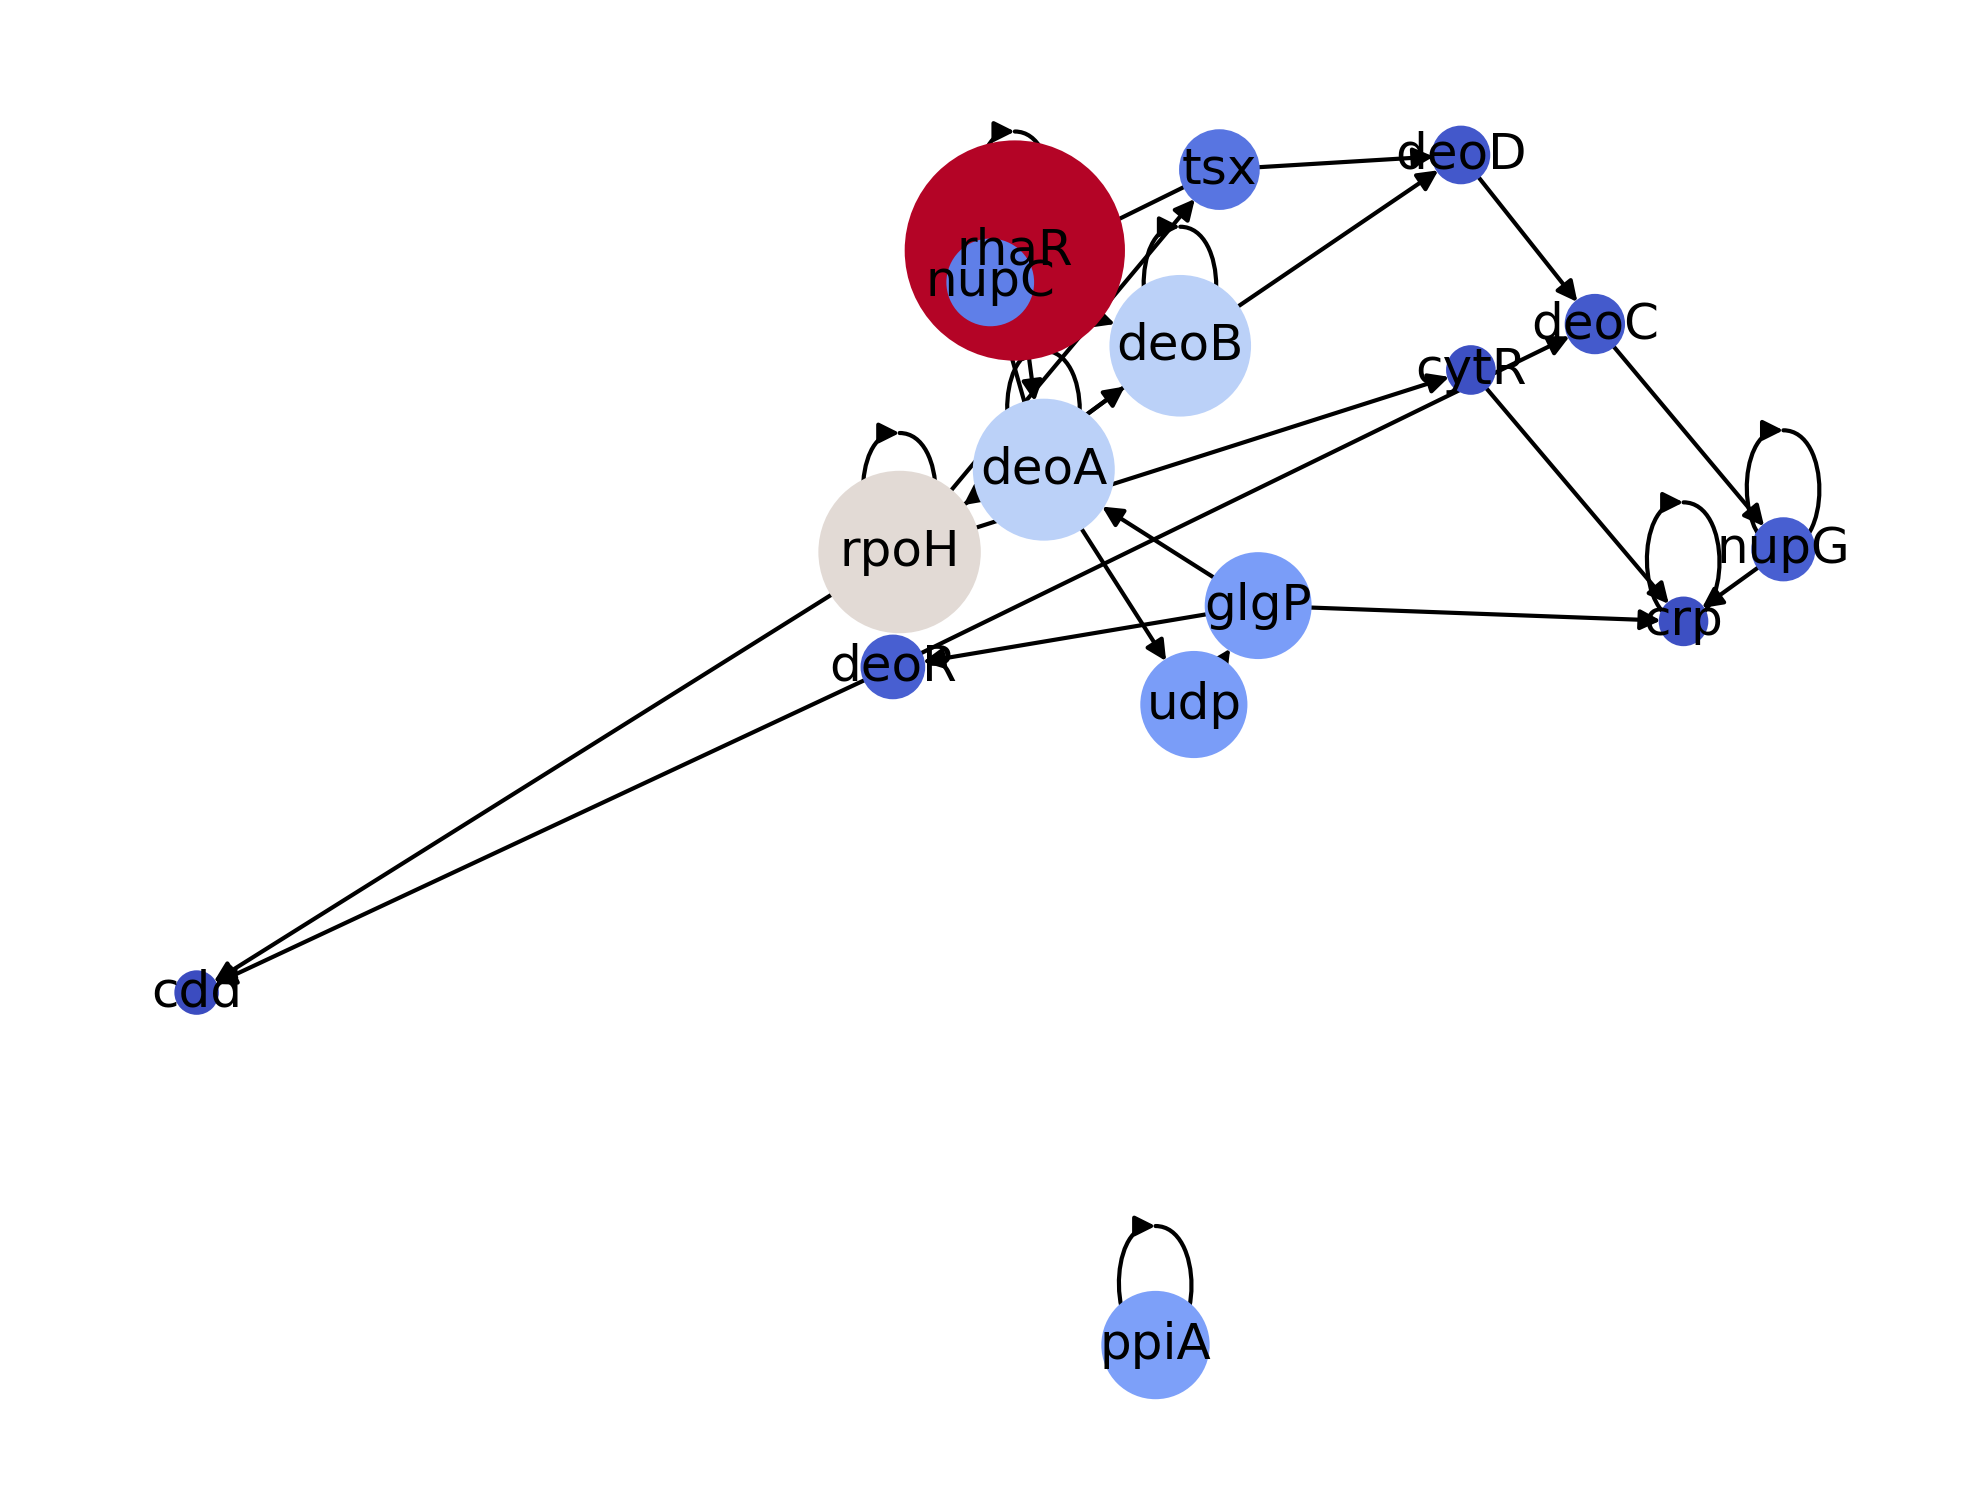 deoD
tsx
rhaR
nupC
deoC
deoB
cytR
deoA
nupG
rpoH
glgP
crp
deoR
udp
cdd
ppiA